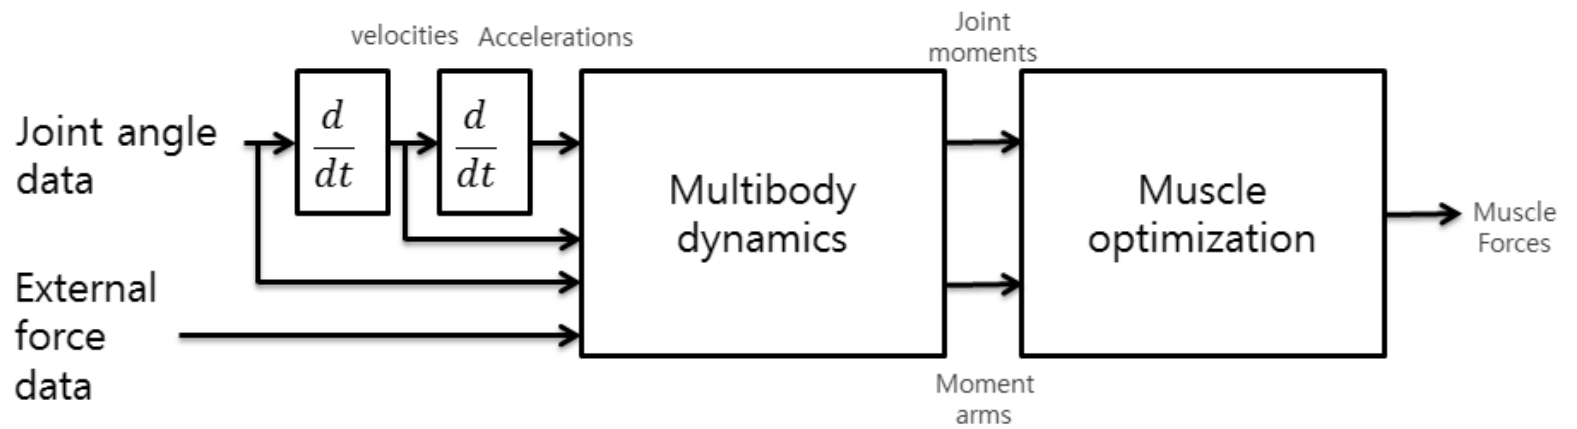 velocities
Accelerations
Joint
moments
Joint angle
data
d
dt
d
dt
Multibody
dynamics
Muscle
optimization
Muscle
Forces
External
force
data
Moment
arms